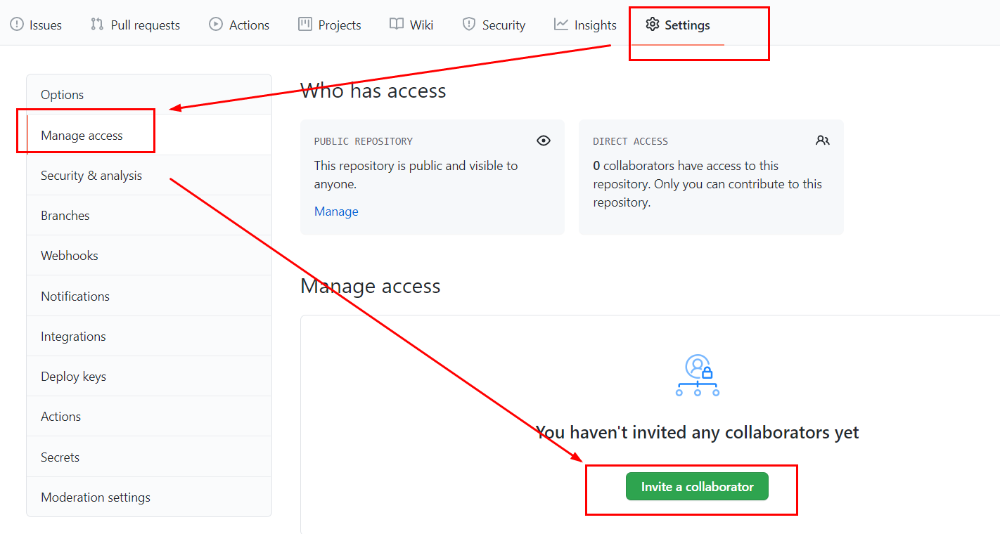 Issues
Pull requests
Actions
Projects
Wiki
Security
Insights
Settings
Options
Manage access
Security & analysis
Branches
Webhooks
Notifications
Integrations
Deploy keys
Actions
Secrets
Moderation settings
Who has access
PUBLIC REPOSITORY
This repository is public and visible to
anyone.
Manage
DIRECT ACCESS
0 collaborators have access to this
repository. Only you can contribute to this
repository.
Manage access
You haven't invited any collaborators yet
Invite a collaborator